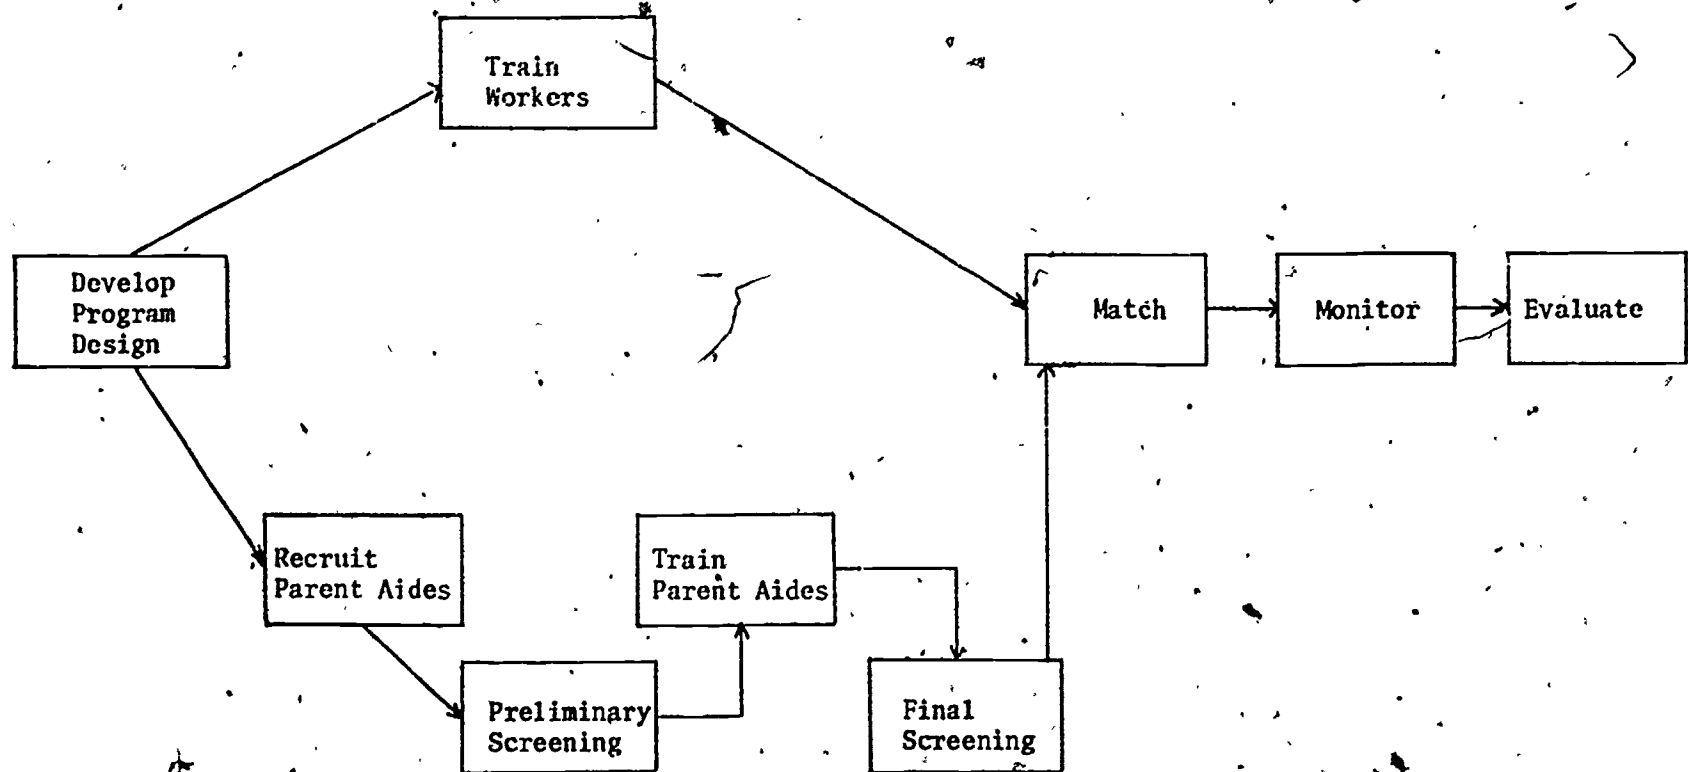 Train
Workers
Develop
Program
Design
Match
Monitor
Evaluate
Recruit
Parent Aides
Train
Parent Aides
Preliminary
Screening
Final
Screening